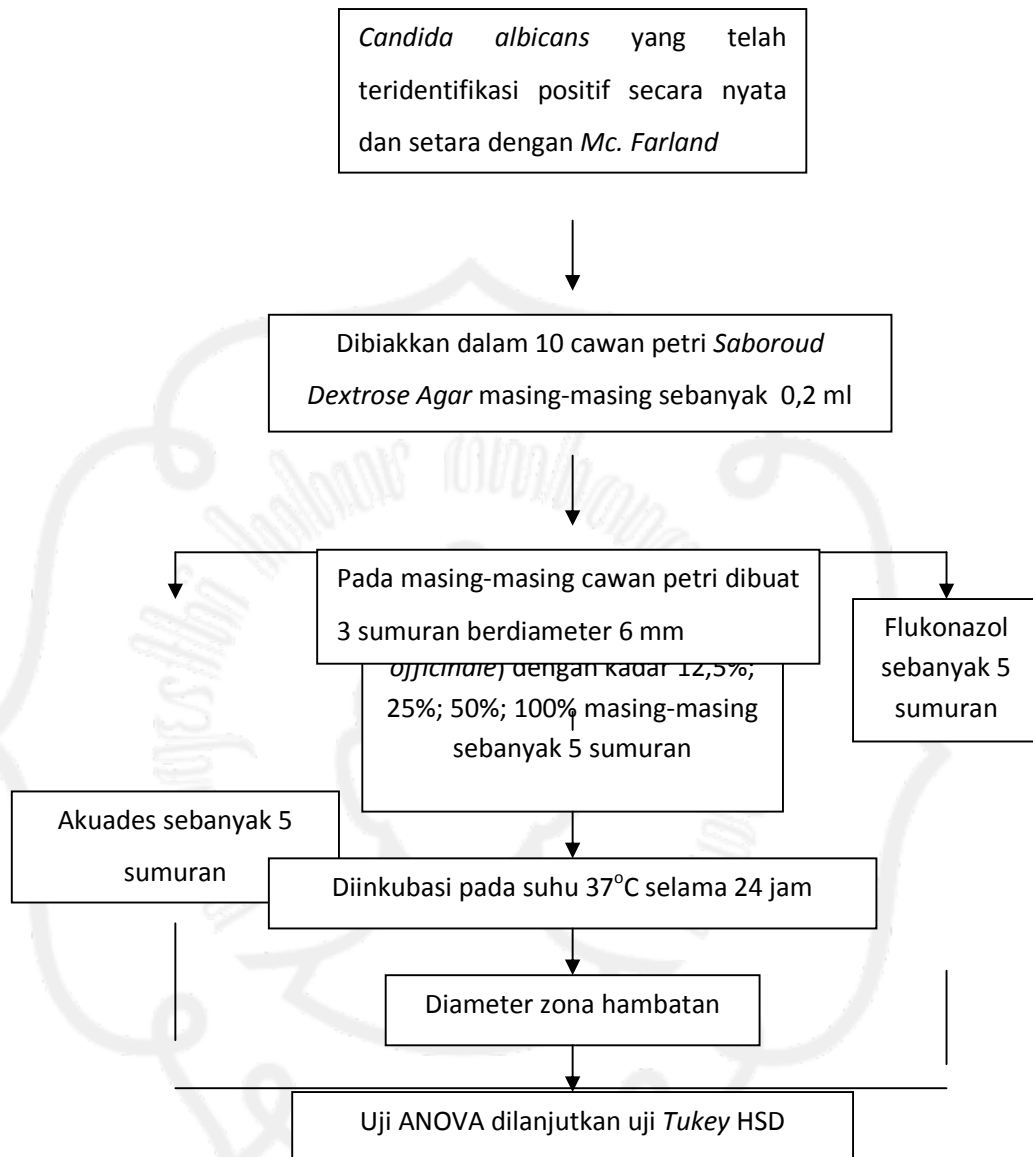 Candida albicans yang telah
teridentifikasi positif secara nyata
dan setara dengan Mc. Farland
Dibiakkan dalam 10 cawan petri Saboroud
Dextrose Agar masing-masing sebanyak 0,2 ml
Pada masing-masing cawan petri dibuat
3 sumuran berdiameter 6 mm
officinale) dengan kadar 12,5%;
25%; 50%; 100% masing-masing
sebanyak 5 sumuran
Flukonazol
sebanyak 5
sumuran
Akuades sebanyak 5
sumuran
Diinkubasi pada suhu 37°C selama 24 jam
Diameter zona hambatan
Uji ANOVA dilanjutkan uji Tukey HSD